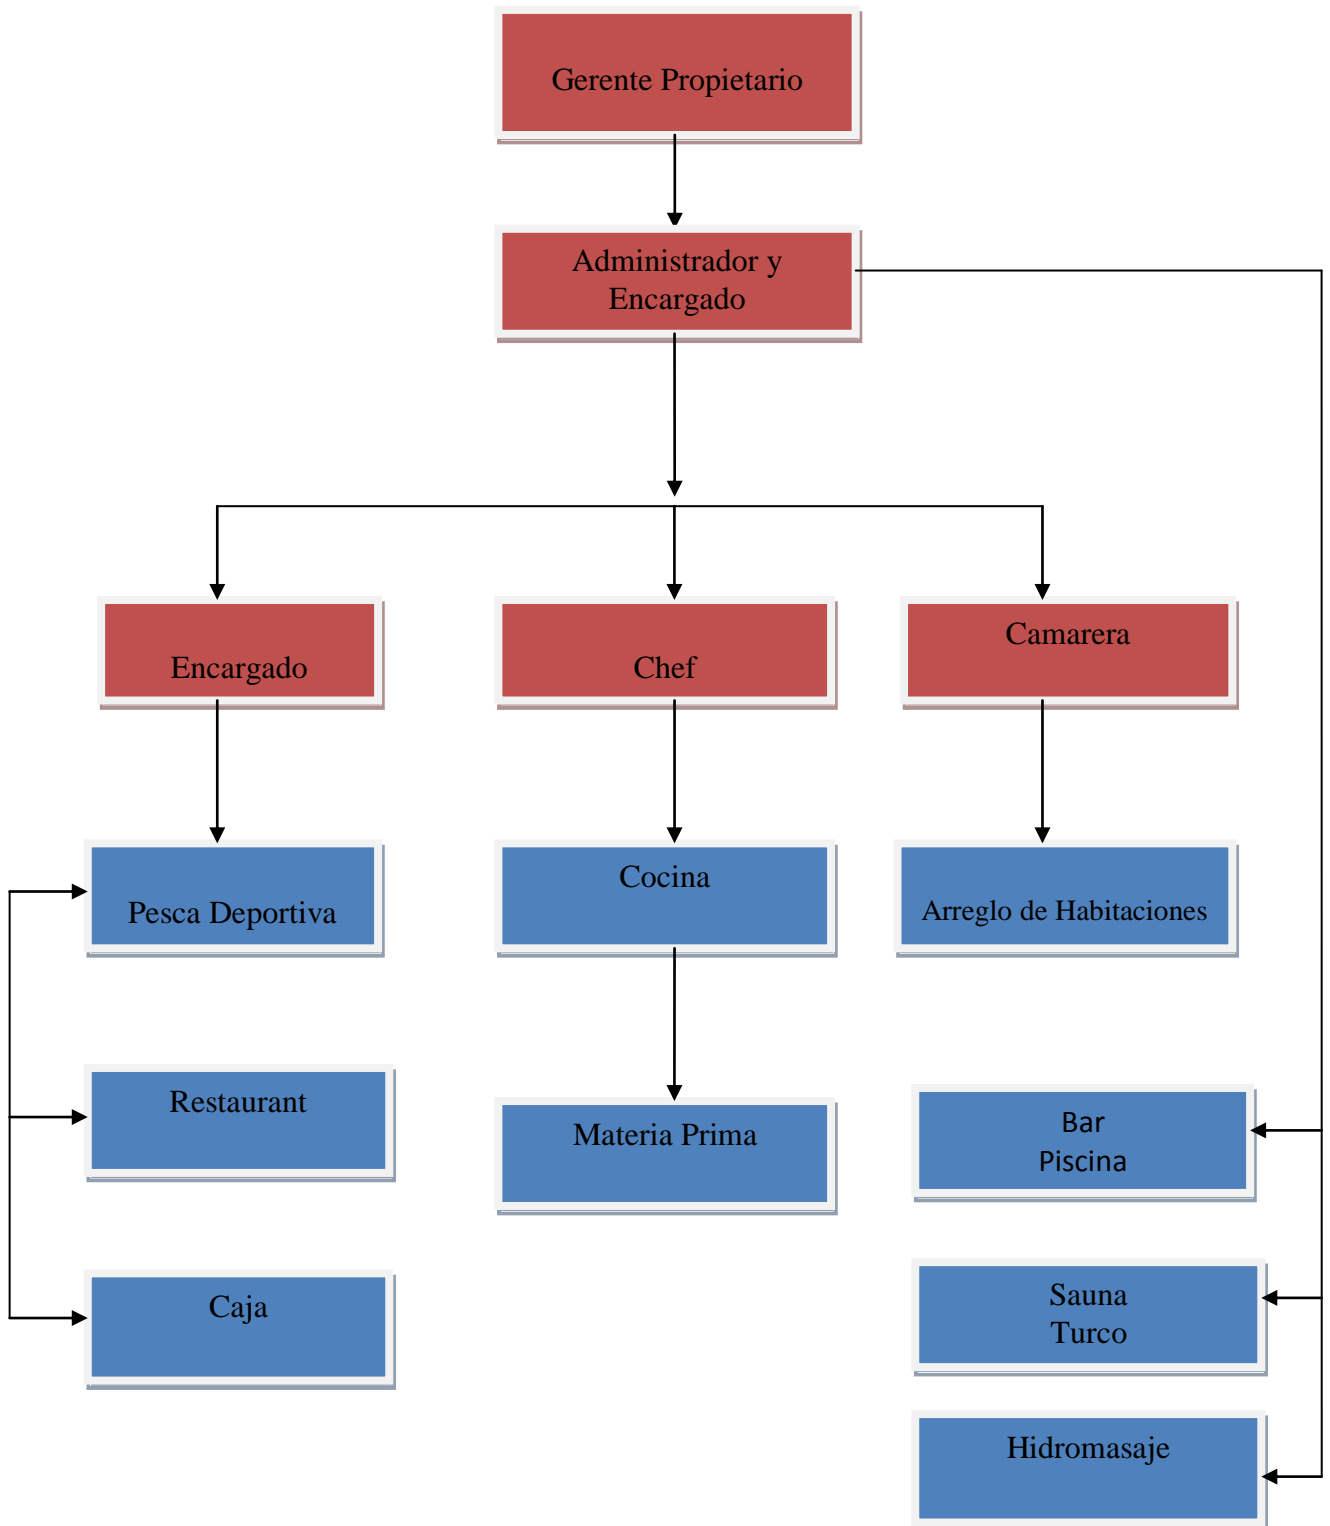 Gerente Propietario
Administrador y
Encargado
Encargado
Chef
Camarera
Pesca Deportiva
Cocina
Arreglo de Habitaciones
Restaurant
Materia Prima
Bar
Piscina
Caja
Sauna
Turco
Hidromasaje